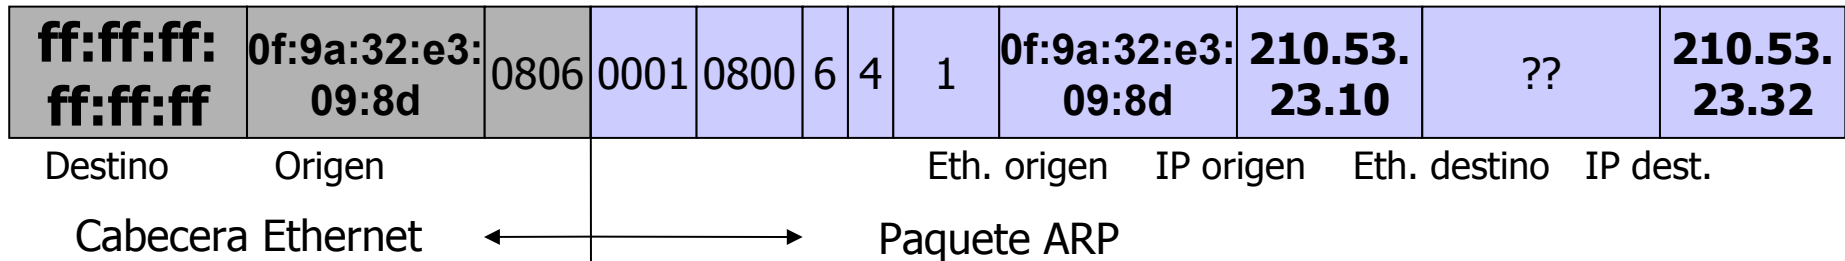 ff:ff:ff:
ff:ff:ff
0f:9a:32:e3:
09:8d
0806
0001
0800
6
4
1
0f:9a:32:e3:
09:8d
210.53.
23.10
??
210.53.
23.32
Destino
Origen
Eth. origen
IP origen
Eth. destino
IP dest.
Cabecera Ethernet
Paquete ARP